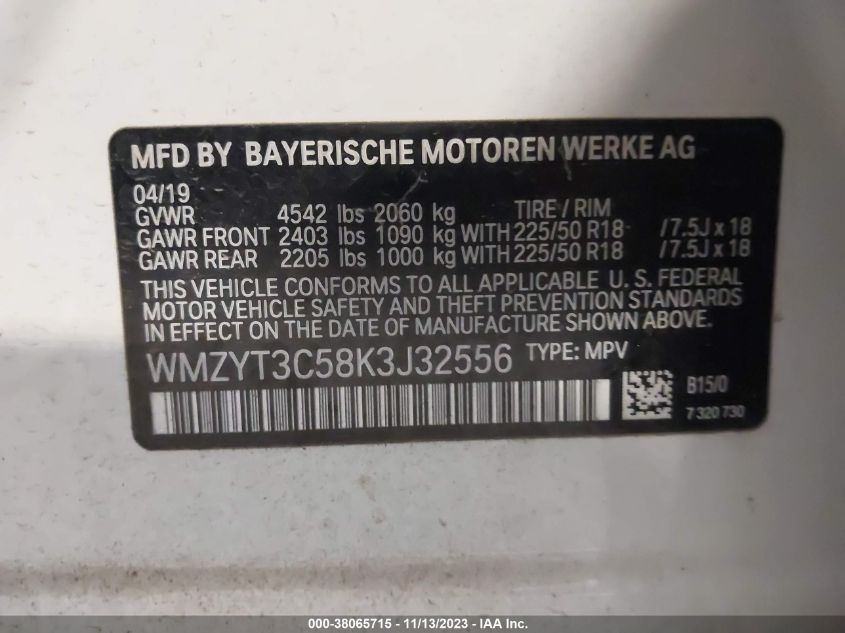 MFD BY BAYERISCHE MOTOREN WERKE AG
04/19
GVWR 4542 lbs 2060 kg TIRE / RIM
GAWR FRONT 2403 lbs 1090 kg WITH 225/50 R18 /7.5J x 18
GAWR REAR 2205 lbs 1000 kg WITH 225/50 R18 /7.5J x 18
THIS VEHICLE CONFORMS TO ALL APPLICABLE U. S. FEDERAL
MOTOR VEHICLE SAFETY AND THEFT PREVENTION STANDARDS
IN EFFECT ON THE DATE OF MANUFACTURE SHOWN ABOVE.
WMZYT3C58K3J32556 TYPE: MPV
B15/0
7 320 730
000-38065715 - 11/13/2023 - IAA Inc.